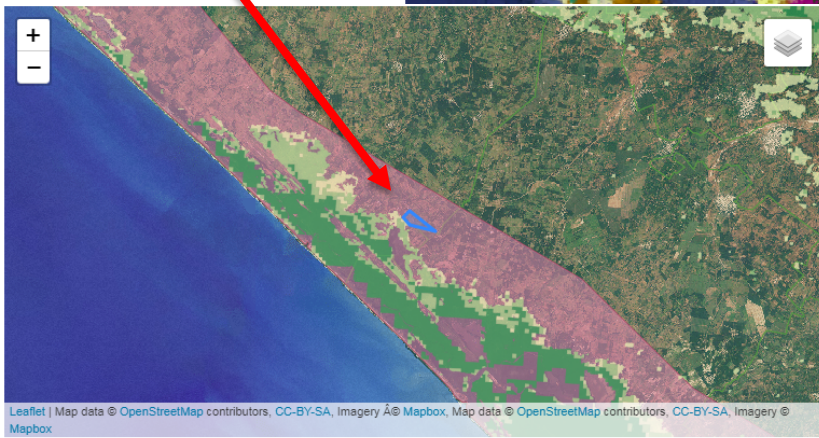 +
−
Leaflet | Map data © OpenStreetMap contributors, CC-BY-SA, Imagery Â© Mapbox, Map data © OpenStreetMap contributors, CC-BY-SA, Imagery ©
Mapbox